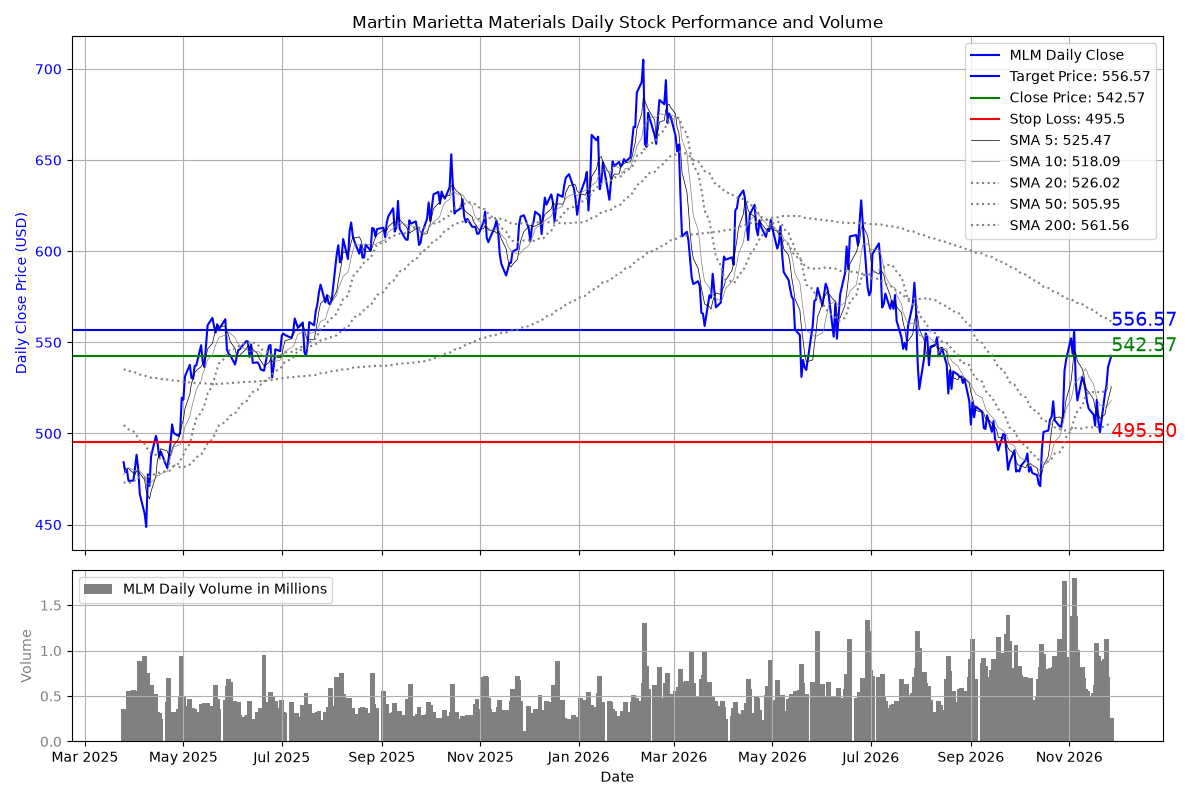 Martin Marietta Materials Daily Stock Performance and Volume
Daily Close Price (USD)
700
650
600
550
500
450
MLM Daily Close
Target Price: 556.57
Close Price: 542.57
Stop Loss: 495.5
SMA 5: 525.47
SMA 10: 518.09
SMA 20: 526.02
SMA 50: 505.95
SMA 200: 561.56
556.57
542.57
495.50
MLM Daily Volume in Millions
Volume
1.5
1.0
0.5
0.0
Mar 2025 May 2025 Jul 2025 Sep 2025 Nov 2025 Jan 2026 Mar 2026 May 2026 Jul 2026 Sep 2026 Nov 2026
Date